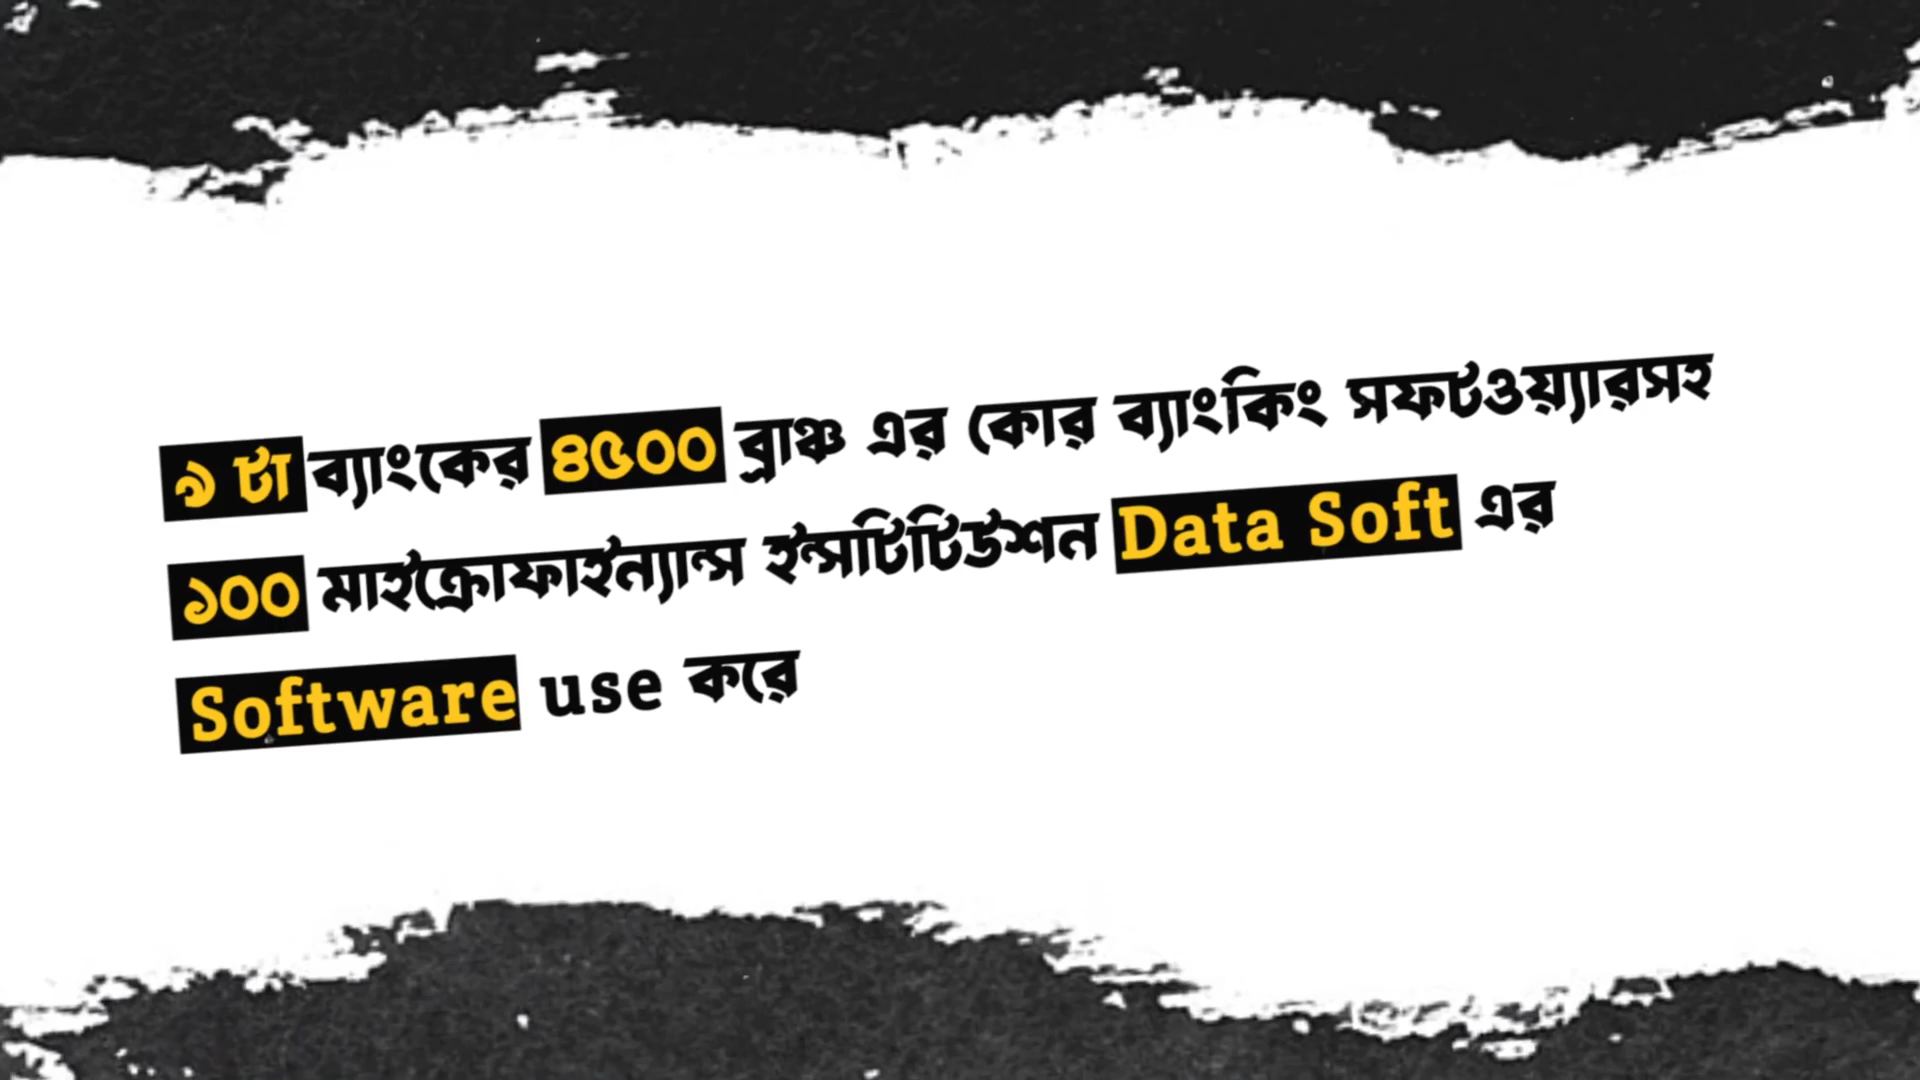 ৯ টা ব্যাংকের ৪৫০০ ব্রাঞ্চ এর কোর ব্যাংকিং সফটওয়্যারসহ
১০০ মাইক্রোফাইন্যান্স ইন্সটিটিউশন Data Soft এর
Software use করে